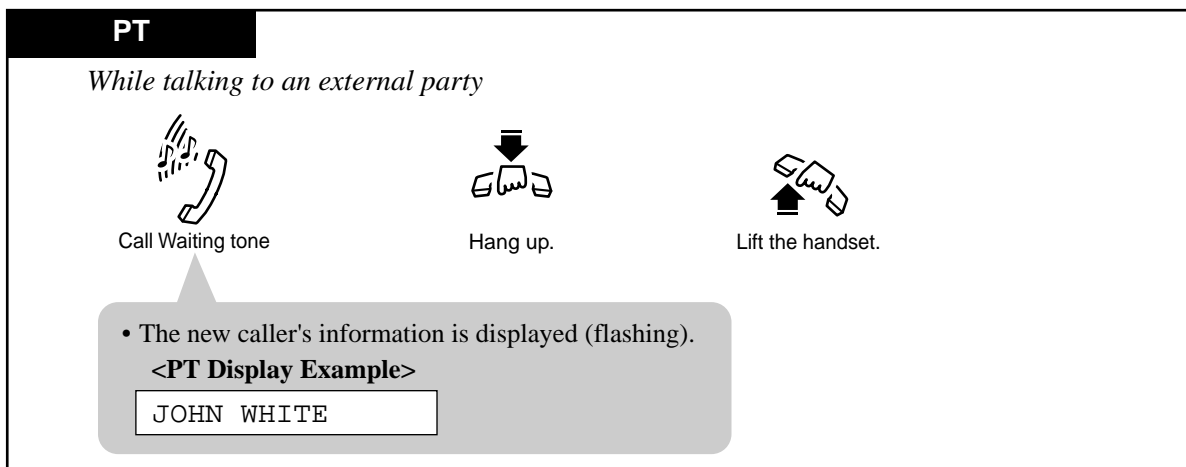 PT
While talking to an external party
Call Waiting tone
Hang up.
Lift the handset.
• The new caller's information is displayed (flashing).
<PT Display Example>
JOHN WHITE